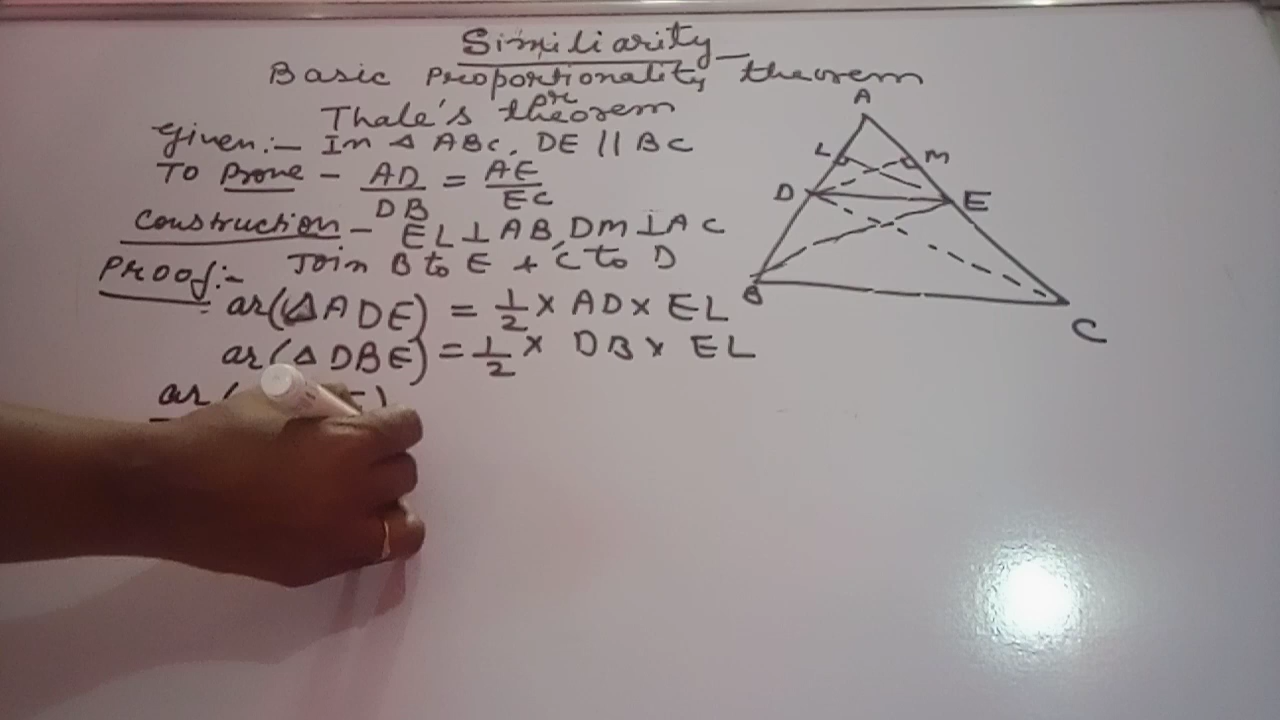 Similiarity
Basic Proportionality theorem
or
Thale's theorem
Given:- In △ ABC, DE || BC
To Prove - AD/DB = AE/EC
Construction - EL ⊥ AB, DM ⊥ AC
Join B to E + C to D
Proof:-
ar(△ADE) = 1/2 × AD × EL
ar(△DBE) = 1/2 × DB × EL
ar( E)
A
L M
D E
B
C